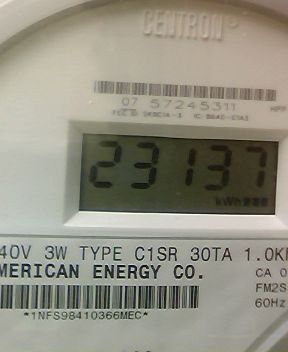 CENTRON
07 57245311
23137
kWh
40V 3W TYPE C1SR 30TA 1.0K
MERICAN ENERGY CO.
CA 0
FM2S
60Hz
*1NFS98410366MEC*